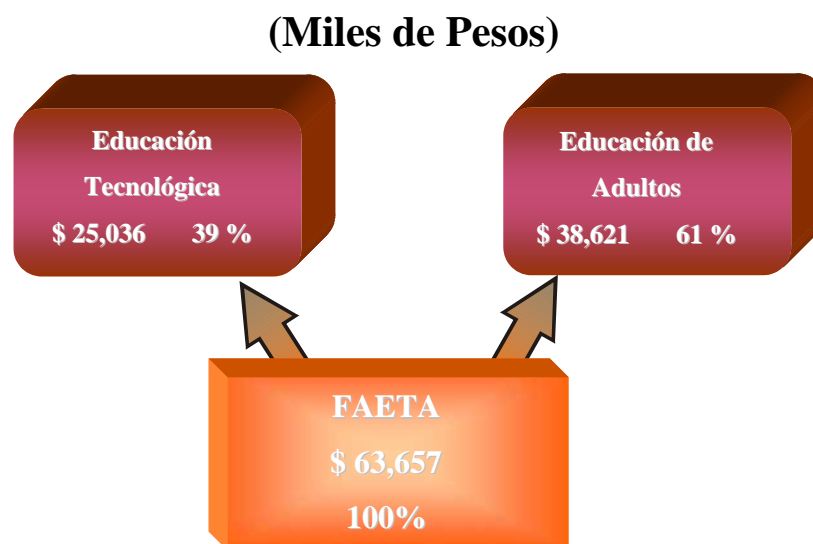 (Miles de Pesos)
Educación
Tecnológica
$ 25,036 39 %
Educación de
Adultos
$ 38,621 61 %
FAETA
$ 63,657
100%